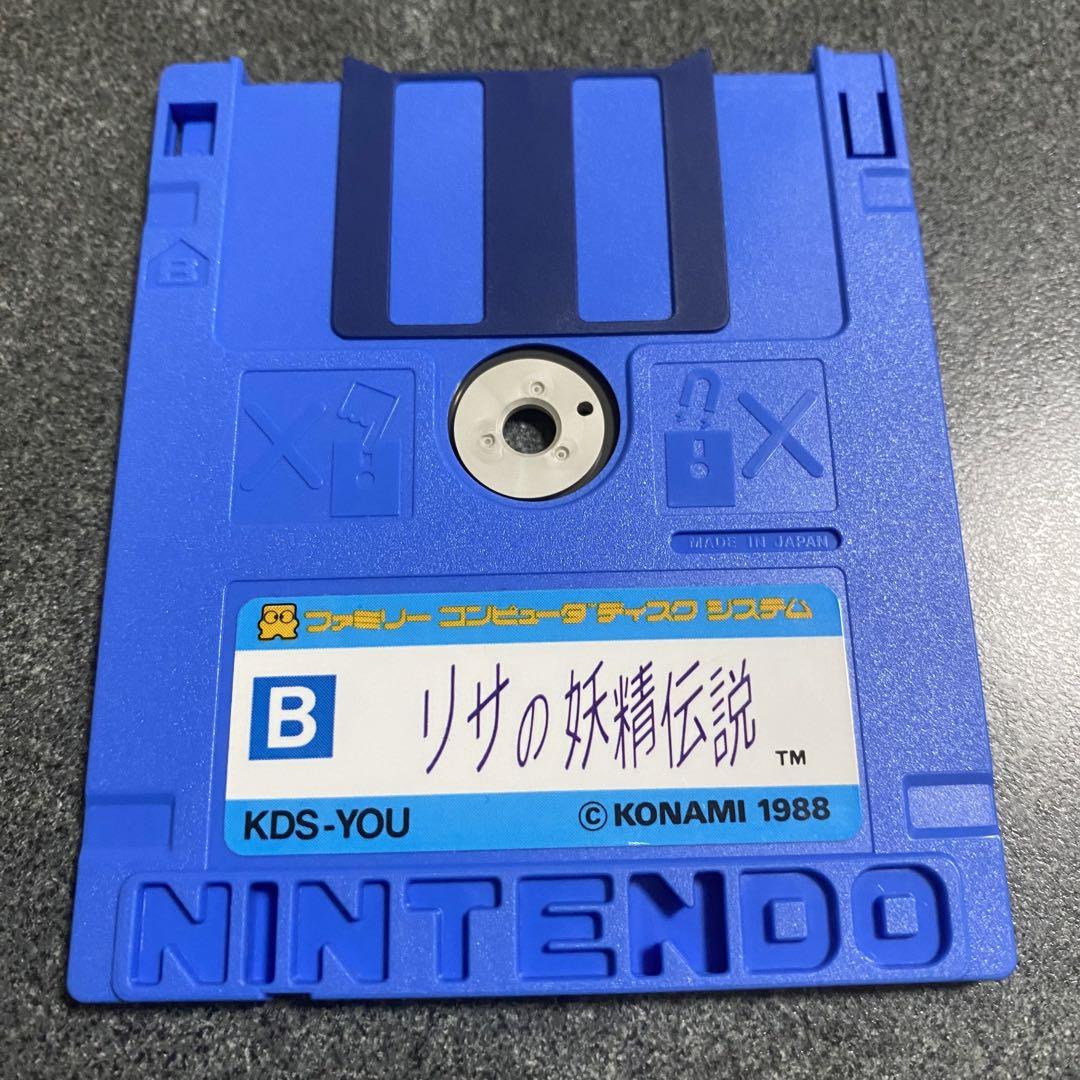 B
MADE IN JAPAN
ファミリー コンピュータ ディスク システム
B
リサの妖精伝説
TM
KDS-YOU
© KONAMI 1988
NINTENDO